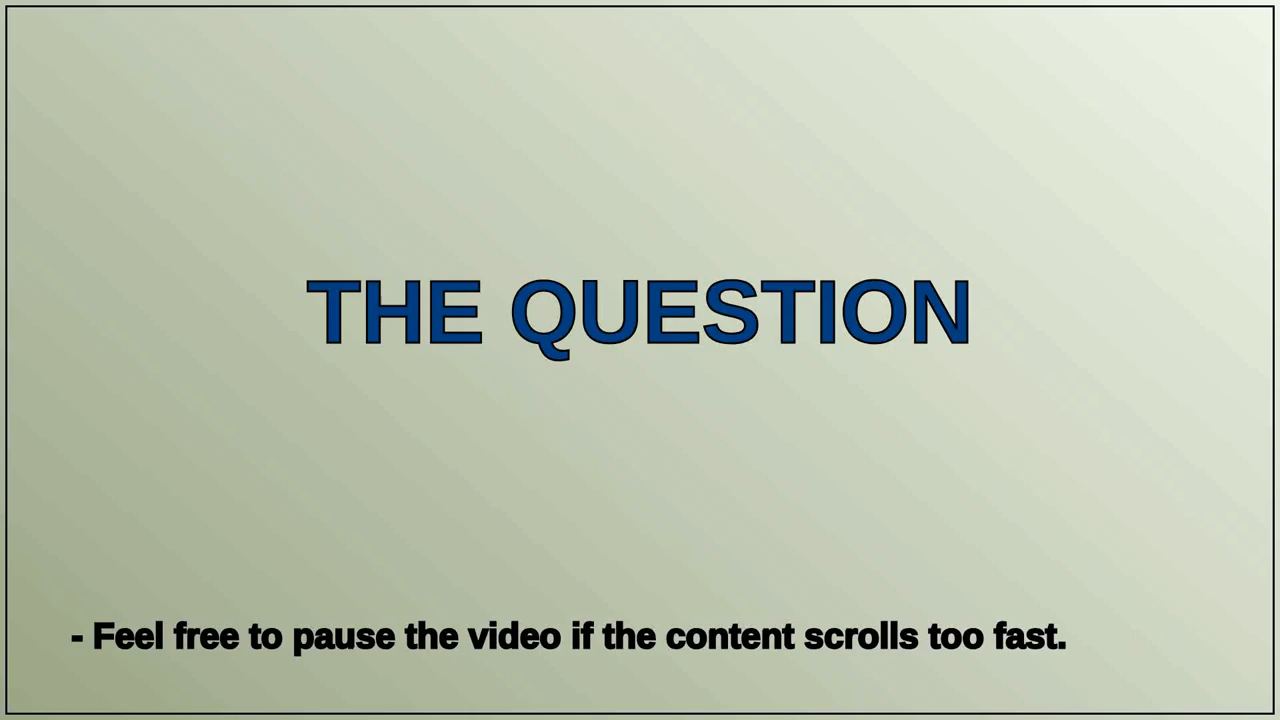 THE QUESTION
- Feel free to pause the video if the content scrolls too fast.